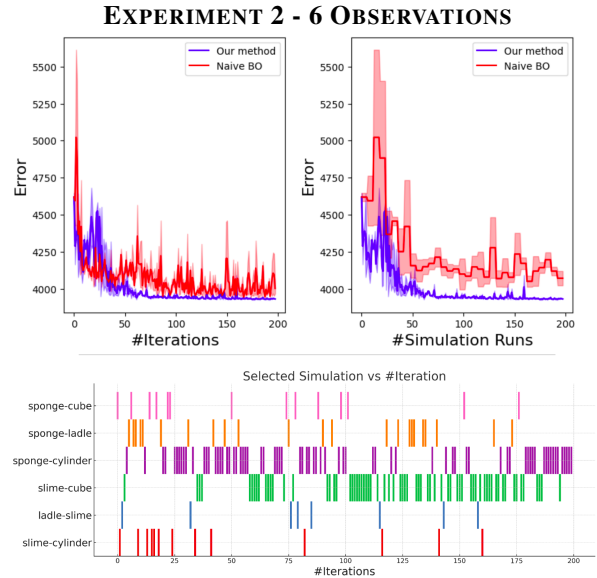 EXPERIMENT 2 - 6 OBSERVATIONS
Our method
Naive BO
5500
5250
5000
4750
4500
4250
4000
Error
0 50 100 150 200
#Iterations
Our method
Naive BO
5500
5250
5000
4750
4500
4250
4000
Error
0 50 100 150 200
#Simulation Runs
Selected Simulation vs #Iteration
sponge-cube
sponge-ladle
sponge-cylinder
slime-cube
ladle-slime
slime-cylinder
0 25 50 75 100 125 150 175 200
#Iterations